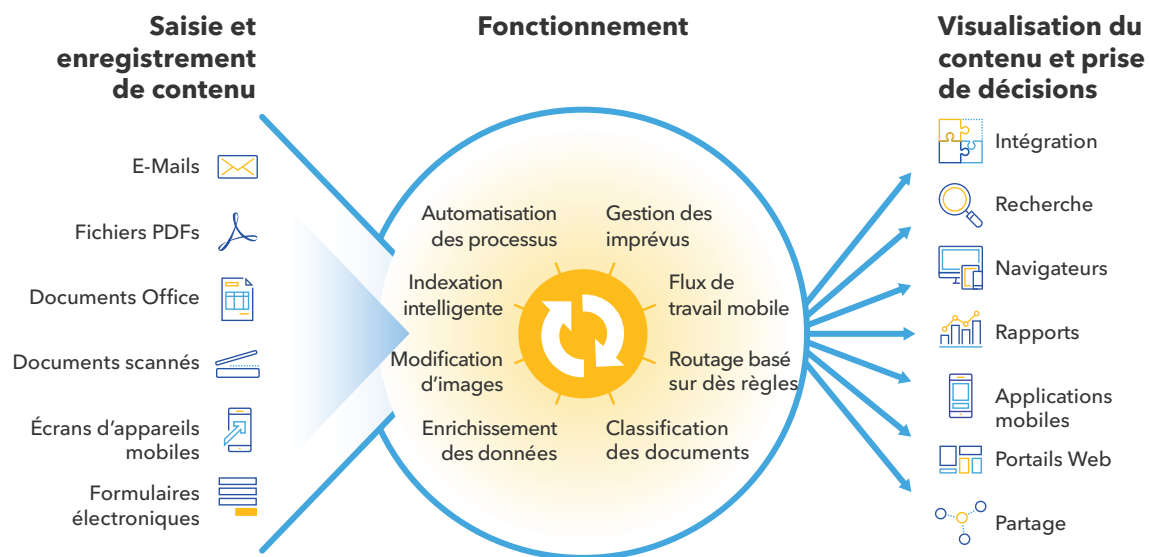 Saisie et
enregistrement
de contenu
E-Mails
Fichiers PDFs
Documents Office
Documents scannés
Écrans d'appareils
mobiles
Formulaires
électroniques
Fonctionnement
Automatisation
des processus
Gestion des
imprévus
Indexation
intelligente
Flux de
travail mobile
Modification
d'images
Routage basé
sur dès règles
Enrichissement
des données
Classification
des documents
Visualisation du
contenu et prise
de décisions
Intégration
Recherche
Navigateurs
Rapports
Applications
mobiles
Portails Web
Partage